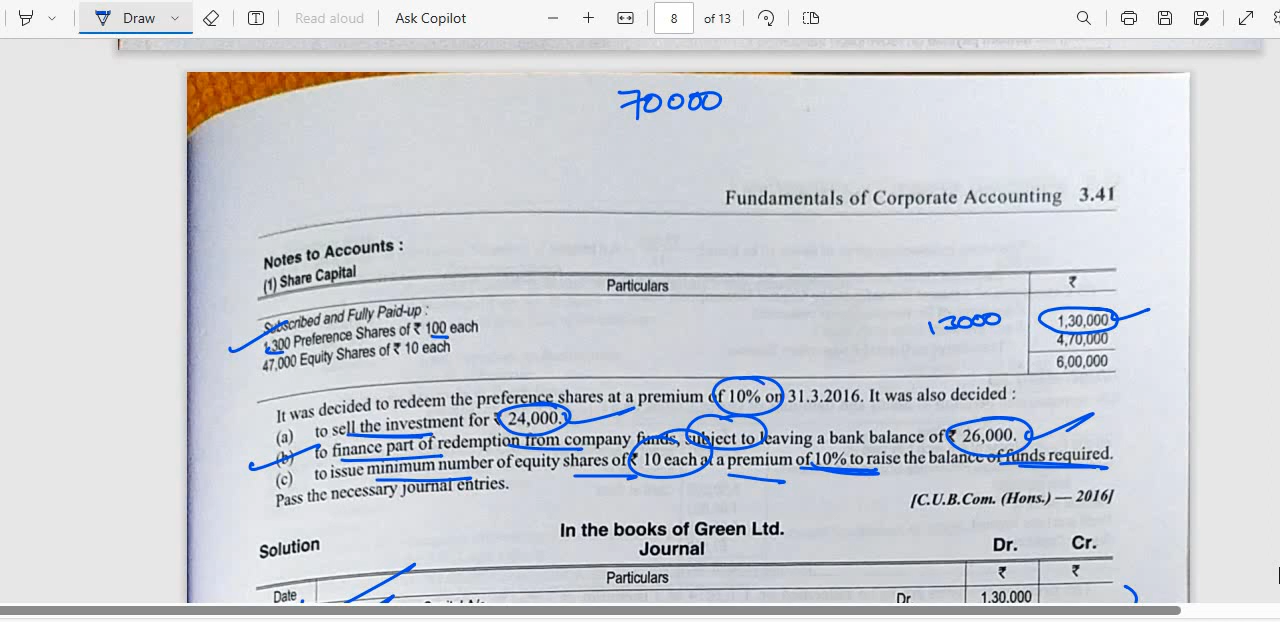 Draw
Read aloud
Ask Copilot
8 of 13
70000
Fundamentals of Corporate Accounting 3.41
Notes to Accounts :
(1) Share Capital
Particulars ₹
Subscribed and Fully Paid-up :
1,300 Preference Shares of ₹ 100 each 13000 1,30,000
47,000 Equity Shares of ₹ 10 each 4,70,000
6,00,000
It was decided to redeem the preference shares at a premium of 10% on 31.3.2016. It was also decided :
(a) to sell the investment for ₹ 24,000.
(b) to finance part of redemption from company funds, subject to leaving a bank balance of ₹ 26,000.
(c) to issue minimum number of equity shares of ₹ 10 each at a premium of 10% to raise the balance of funds required.
Pass the necessary journal entries.
[C.U.B.Com. (Hons.) — 2016]
Solution
In the books of Green Ltd.
Journal
Dr. Cr.
Date Particulars ₹ ₹
Dr. 1,30,000